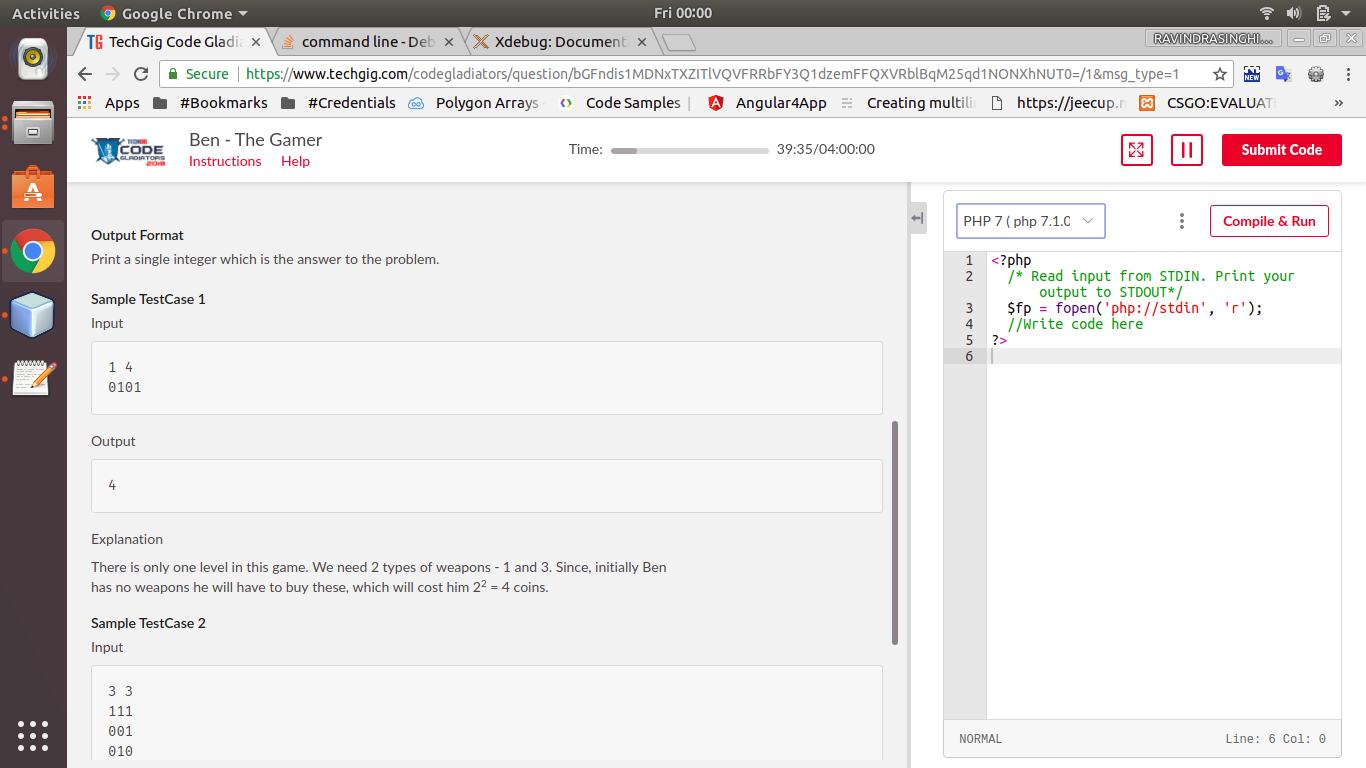 Activities
Google Chrome
Fri 00:00
TG TechGig Code Gladia
command line - Deb
Xdebug: Document
RAVINDRASINGHI...
Secure
https://www.techgig.com/codegladiators/question/
/1&msg_type=1
Apps
#Bookmarks
#Credentials
Polygon Arrays
Code Samples |
Angular4App
Creating multili
https://jeecup.n
CSGO:EVALUAT
»
NEW
TECHGIG
CODE
GLADIATORS
2018
Ben - The Gamer
Instructions
Help
Time:
39:35/04:00:00
Submit Code
Output Format
Print a single integer which is the answer to the problem.
Sample TestCase 1
Input
1 4
0101
Output
4
Explanation
There is only one level in this game. We need 2 types of weapons - 1 and 3. Since, initially Ben
has no weapons he will have to buy these, which will cost him 2² = 4 coins.
Sample TestCase 2
Input
3 3
111
001
010
PHP 7 ( php 7.1.0
Compile & Run
1 <?php
2 /* Read input from STDIN. Print your
output to STDOUT*/
3 $fp = fopen('php://stdin', 'r');
4 //Write code here
5 ?>
6
NORMAL
Line: 6 Col: 0